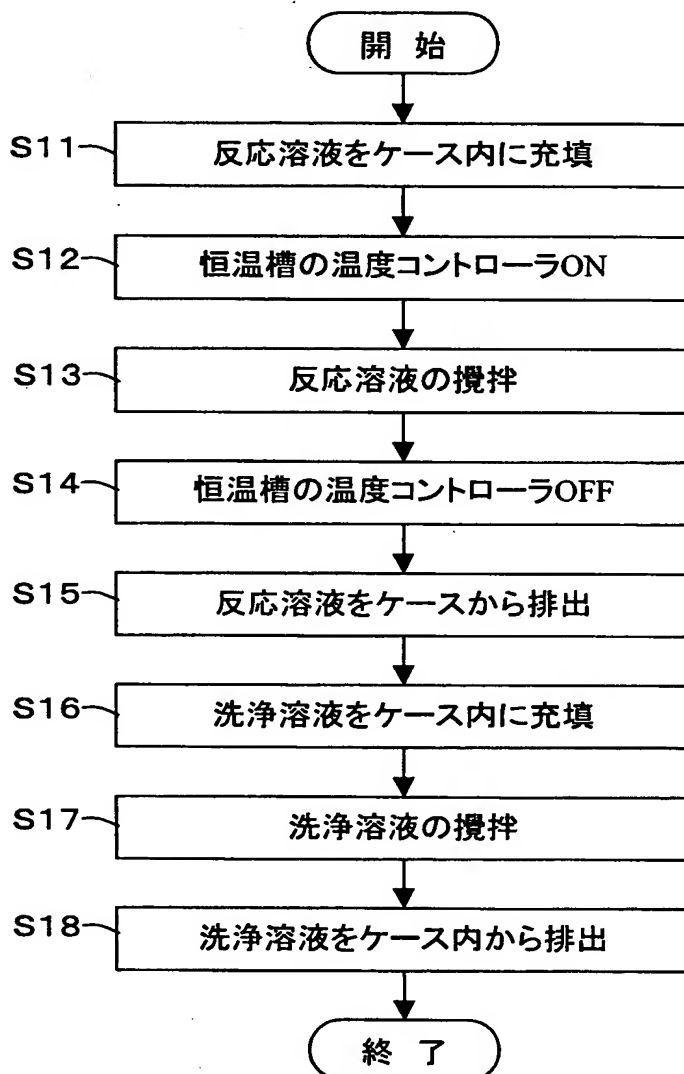 開始
S11 反応溶液をケース内に充填
S12 恒温槽の温度コントローラON
S13 反応溶液の攪拌
S14 恒温槽の温度コントローラOFF
S15 反応溶液をケースから排出
S16 洗浄溶液をケース内に充填
S17 洗浄溶液の攪拌
S18 洗浄溶液をケース内から排出
終了